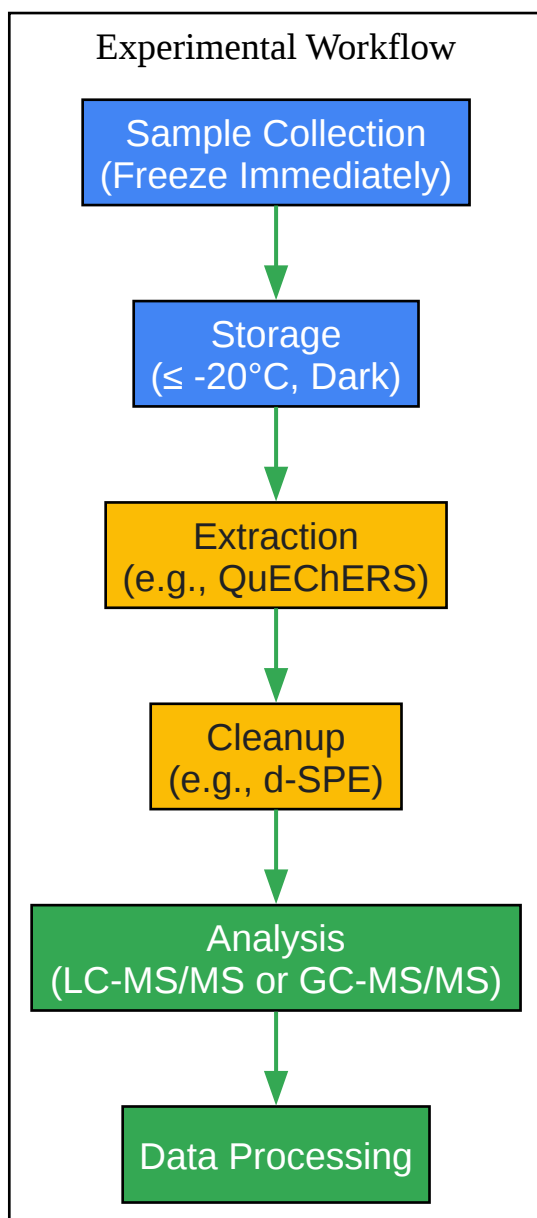 Experimental Workflow
Sample Collection
(Freeze Immediately)
Storage
(≤ -20°C, Dark)
Extraction
(e.g., QuEChERS)
Cleanup
(e.g., d-SPE)
Analysis
(LC-MS/MS or GC-MS/MS)
Data Processing